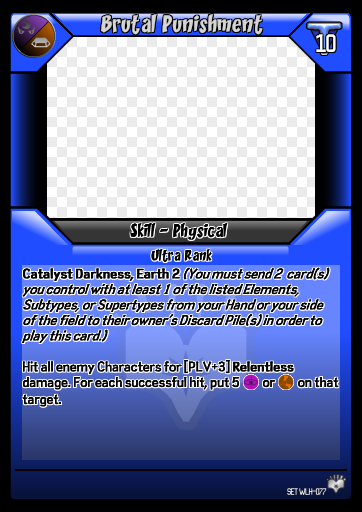 Brutal Punishment
10
Skill - Physical
Ultra Rank
Catalyst Darkness, Earth 2 (You must send 2 card(s)
you control with at least 1 of the listed Elements,
Subtypes, or Supertypes from your Hand or your side
of the field to their owner's Discard Pile(s) in order to
play this card.)
Hit all enemy Characters for [PLV+3] Relentless
damage. For each successful hit, put 5 or on that
target.
SET WLH-077